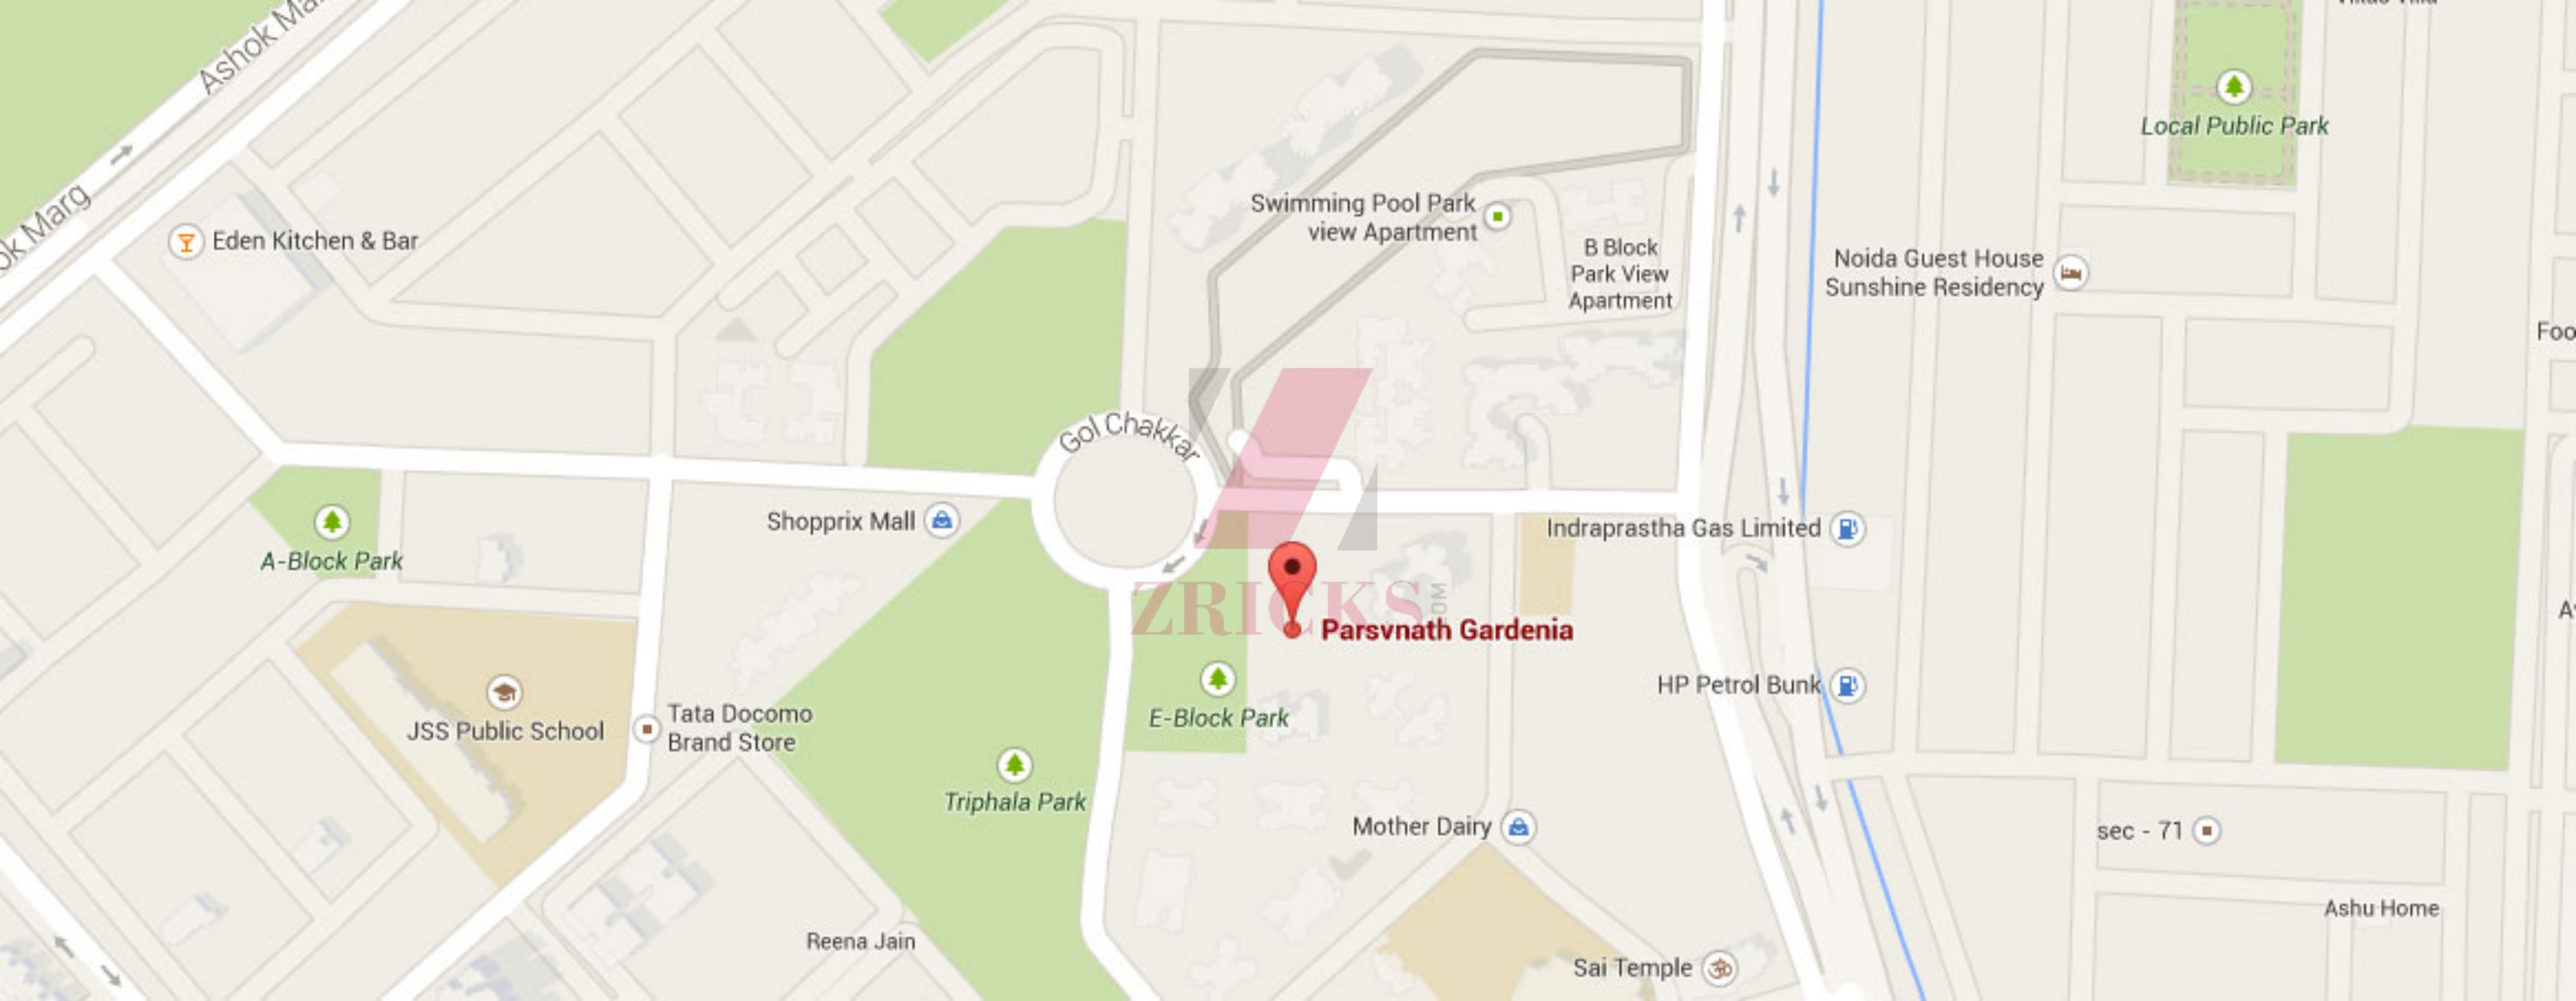 Ashok Ma
ok Marg
Local Public Park
Eden Kitchen & Bar
Swimming Pool Park
view Apartment
B Block
Park View
Apartment
Noida Guest House
Sunshine Residency
Foo
Gol Chakkar
Shopprix Mall
Indraprastha Gas Limited
A-Block Park
ZRICKS
.COM
Parsvnath Gardenia
HP Petrol Bunk
E-Block Park
JSS Public School
Tata Docomo
Brand Store
Triphala Park
Mother Dairy
sec - 71
Ashu Home
Reena Jain
Sai Temple